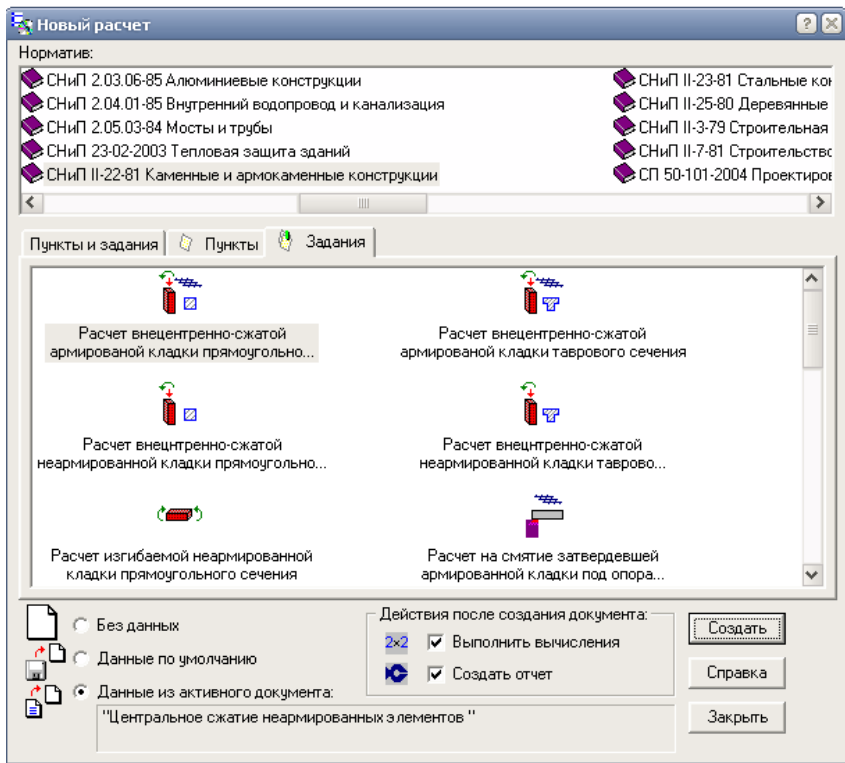 Новый расчет
Норматив:
СНиП 2.03.06-85 Алюминиевые конструкции
СНиП 2.04.01-85 Внутренний водопровод и канализация
СНиП 2.05.03-84 Мосты и трубы
СНиП 23-02-2003 Тепловая защита зданий
СНиП II-22-81 Каменные и армокаменные конструкции
СНиП II-23-81 Стальные кон
СНиП II-25-80 Деревянные
СНиП II-3-79 Строительная
СНиП II-7-81 Строительство
СП 50-101-2004 Проектиров
Пункты и задания
Пункты
Задания
Расчет внецентренно-сжатой
армированой кладки прямоугольно...
Расчет внецентренно-сжатой
армированой кладки таврового сечения
Расчет внецнтренно-сжатой
неармированной кладки прямоугольно...
Расчет внецнтренно-сжатой
неармированной кладки таврово...
Расчет изгибаемой неармированной
кладки прямоугольного сечения
Расчет на смятие затвердевшей
армированной кладки под опора...
Без данных
Данные по умолчанию
Данные из активного документа:
"Центральное сжатие неармированных элементов "
Действия после создания документа:
2×2 Выполнить вычисления
Создать отчет
Создать
Справка
Закрыть